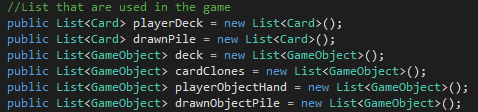 //List that are used in the game
public List<Card> playerDeck = new List<Card>();
public List<Card> drawnPile = new List<Card>();
public List<GameObject> deck = new List<GameObject>();
public List<GameObject> cardClones = new List<GameObject>();
public List<GameObject> playerObjectHand = new List<GameObject>();
public List<GameObject> drawnObjectPile = new List<GameObject>();